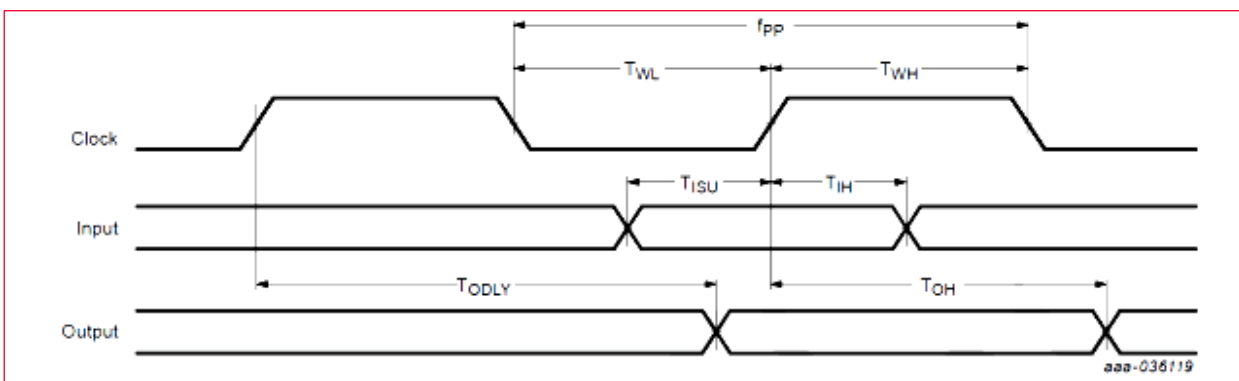 fPP
TWL
TWH
Clock
TISU
TIH
Input
TODLY
TOH
Output
aaa-036119